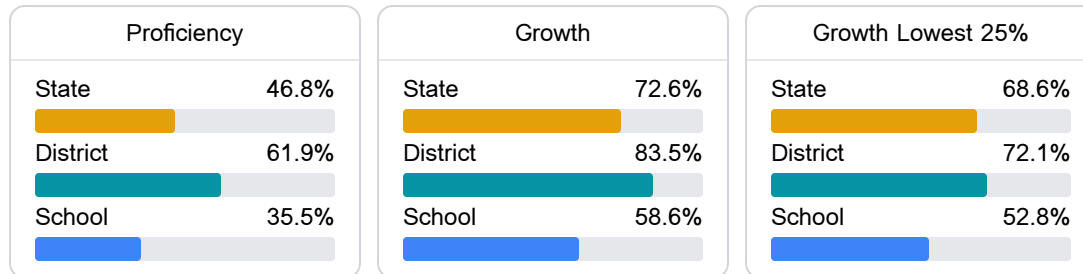 Proficiency
State 46.8%
District 61.9%
School 35.5%
Growth
State 72.6%
District 83.5%
School 58.6%
Growth Lowest 25%
State 68.6%
District 72.1%
School 52.8%